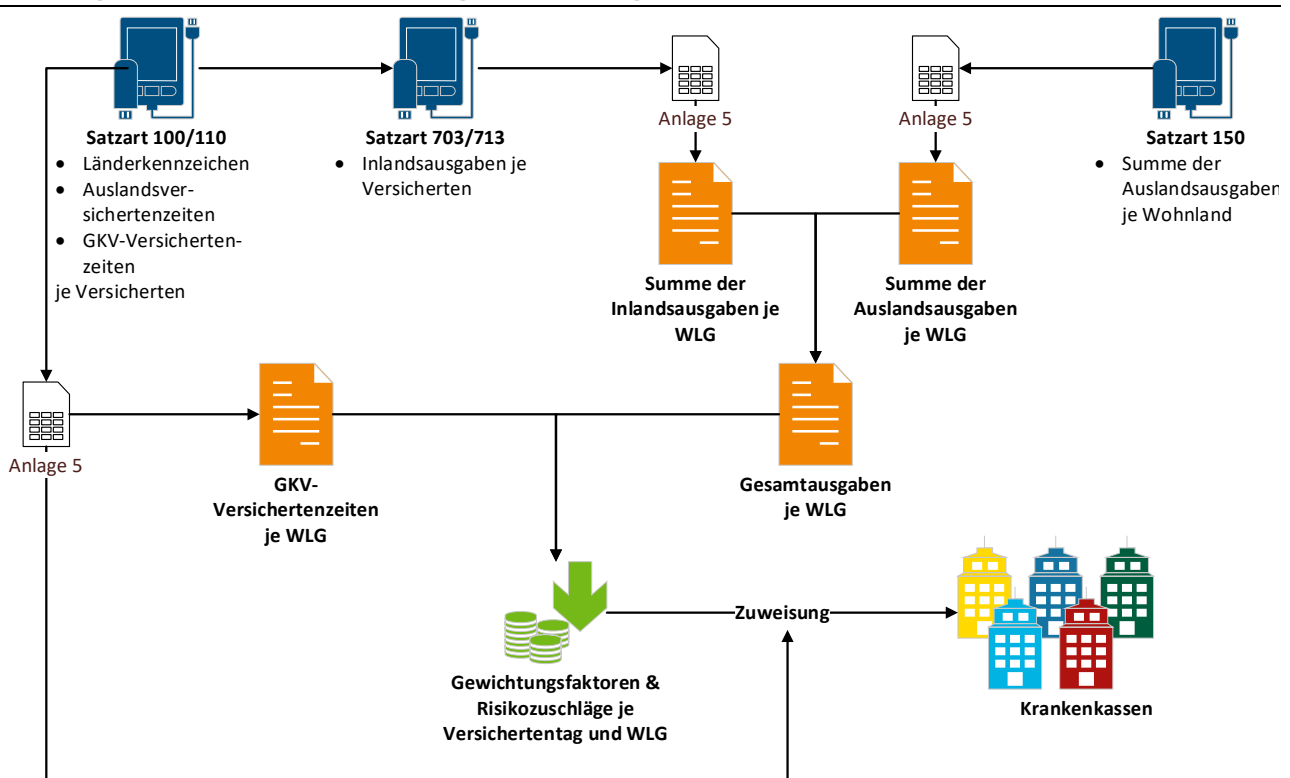 Anlage 5
Anlage 5
Satzart 100/110
• Länderkennzeichen
• Auslandsver-
sichertenzeiten
• GKV-Versicherten-
zeiten
je Versicherten
Satzart 703/713
• Inlandsausgaben je
Versicherten
Satzart 150
• Summe der
Auslandsausgaben
je Wohnland
Summe der
Inlandsausgaben je
WLG
Summe der
Auslandsausgaben
je WLG
Anlage 5
GKV-
Versichertenzeiten
je WLG
Gesamtausgaben
je WLG
Zuweisung
Gewichtungsfaktoren &
Risikozuschläge je
Versichertentag und WLG
Krankenkassen